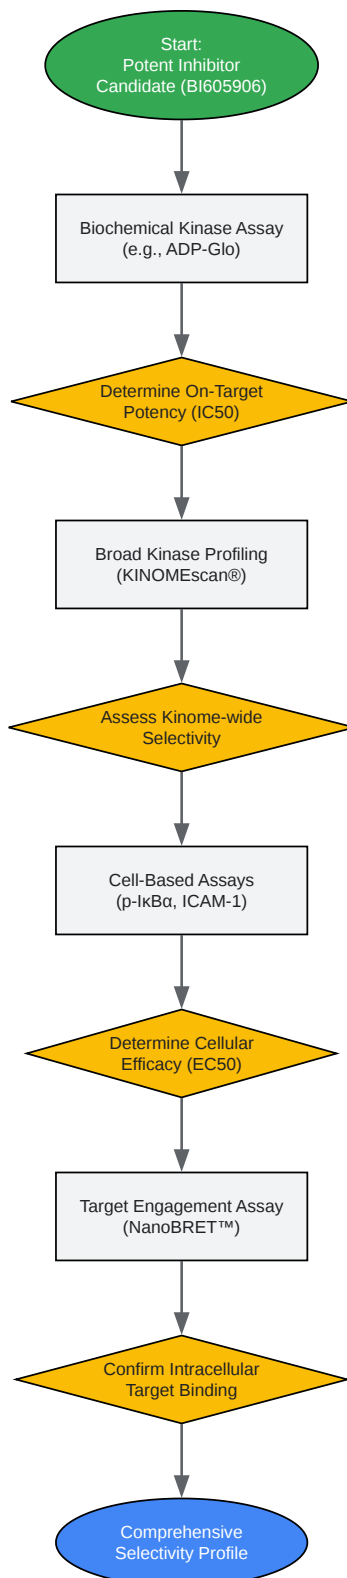 Start:
Potent Inhibitor
Candidate (BI605906)
Biochemical Kinase Assay
(e.g., ADP-Glo)
Determine On-Target
Potency (IC50)
Broad Kinase Profiling
(KINOMEscan®)
Assess Kinome-wide
Selectivity
Cell-Based Assays
(p-IκBα, ICAM-1)
Determine Cellular
Efficacy (EC50)
Target Engagement Assay
(NanoBRET™)
Confirm Intracellular
Target Binding
Comprehensive
Selectivity Profile